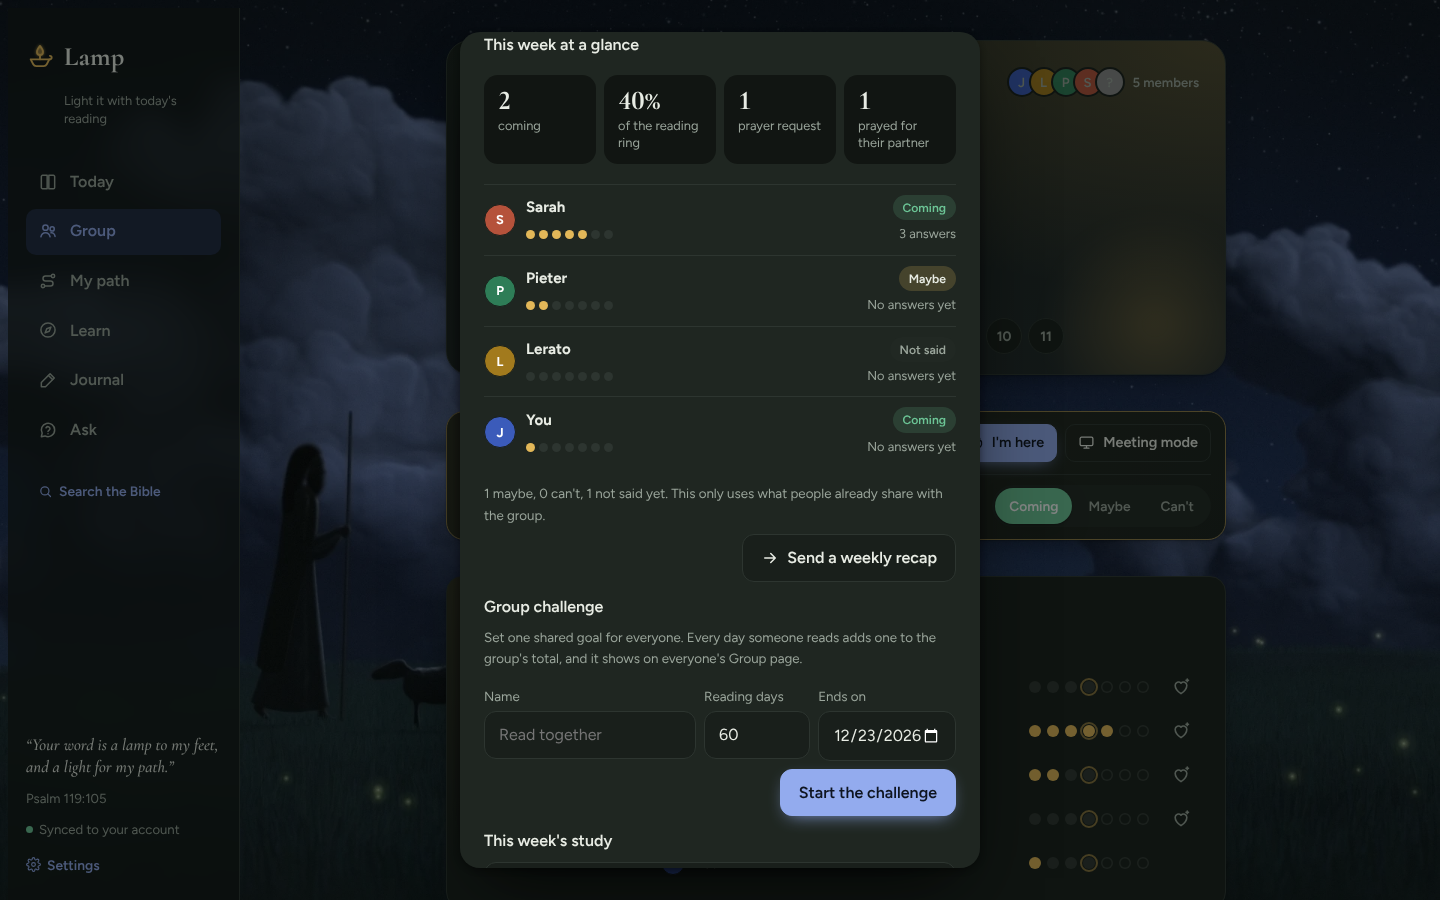 Lamp
Light it with today's
reading
Today
Group
My path
Learn
Journal
Ask
Search the Bible
“Your word is a lamp to my feet,
and a light for my path.”
Psalm 119:105
Synced to your account
Settings
This week at a glance
2
coming
40%
of the reading
ring
1
prayer request
1
prayed for
their partner
S
Sarah
Coming
3 answers
P
Pieter
Maybe
No answers yet
L
Lerato
Not said
No answers yet
J
You
Coming
No answers yet
1 maybe, 0 can't, 1 not said yet. This only uses what people already share with
the group.
Send a weekly recap
Group challenge
Set one shared goal for everyone. Every day someone reads adds one to the
group's total, and it shows on everyone's Group page.
Name
Reading days
Ends on
Read together
60
12/23/2026
Start the challenge
This week's study
J L P S ? 5 members
10 11
I'm here
Meeting mode
Coming
Maybe
Can't